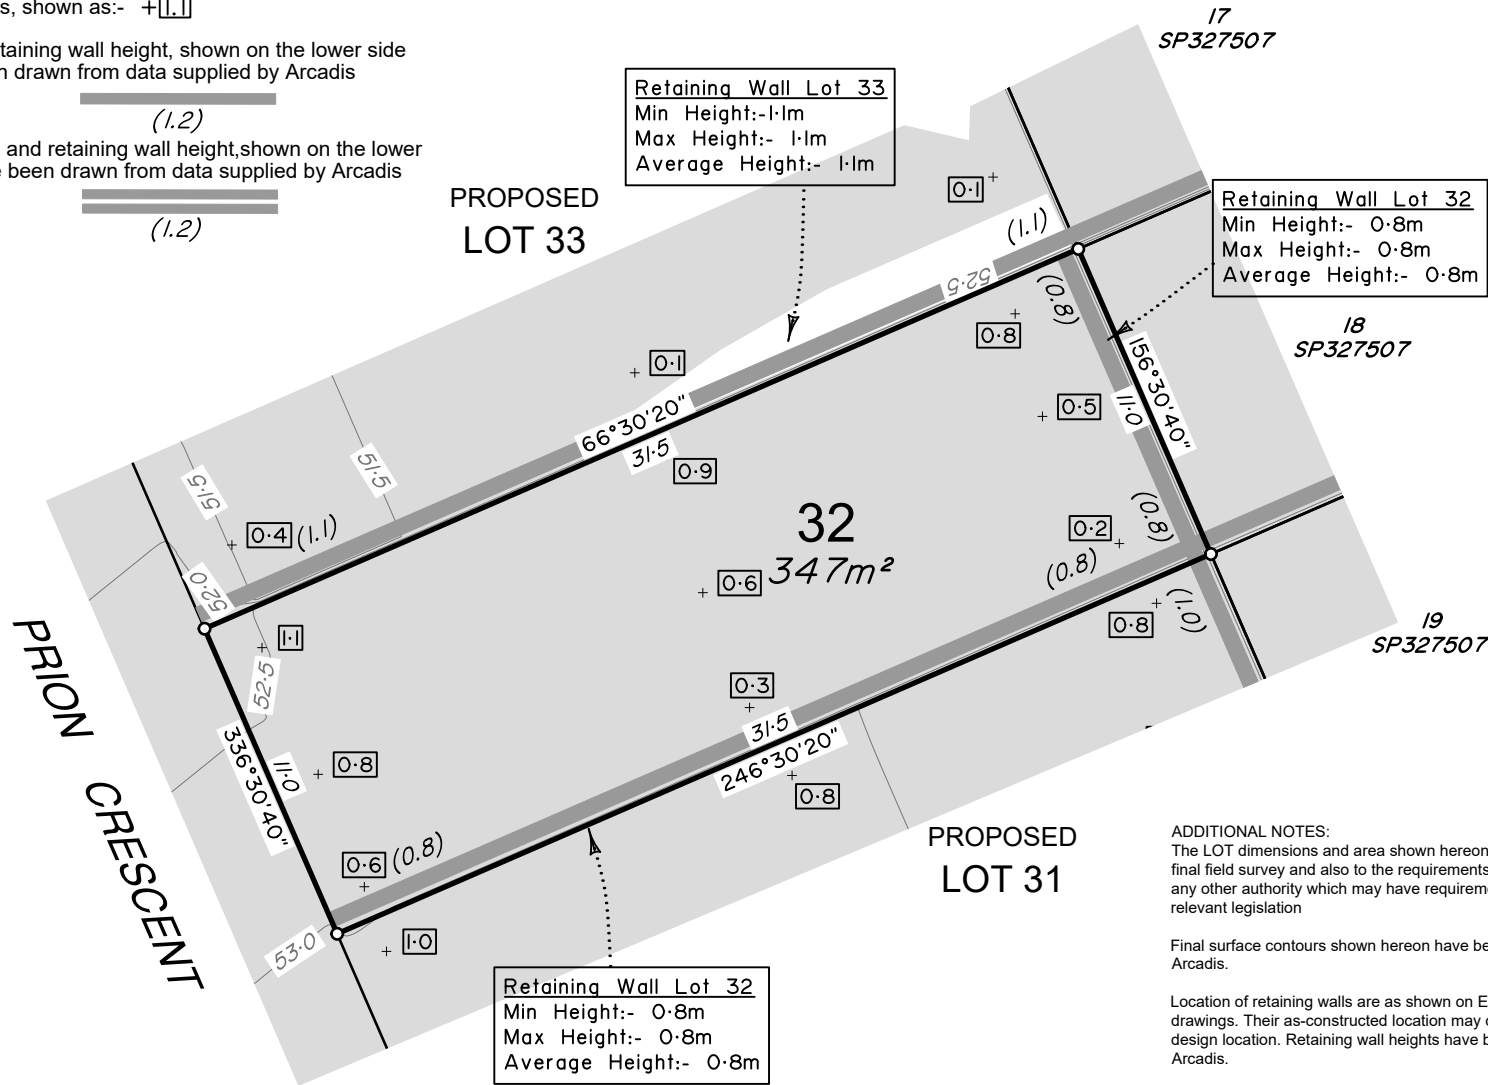 s, shown as:- +1.1
taining wall height, shown on the lower side
n drawn from data supplied by Arcadis
(1.2)
and retaining wall height,shown on the lower
e been drawn from data supplied by Arcadis
(1.2)
17
SP327507
Retaining Wall Lot 33
Min Height:-1·1m
Max Height:- 1·1m
Average Height:- 1·1m
PROPOSED
LOT 33
0·1
(1.1)
Retaining Wall Lot 32
Min Height:- 0·8m
Max Height:- 0·8m
Average Height:- 0·8m
52·5
(0.8)
0·8
18
SP327507
0·1
156°30'40"
11·0
0·5
66°30'20"
31·5
0·9
51·5
51·5
0·4
(1.1)
32
347m²
(0.8)
0·2
(0.8)
0·6
52·0
1·1
52·5
0·8
(1.0)
19
SP327507
PRION CRESCENT
0·3
31·5
246°30'20"
0·8
336°30'40"
11·0
0·8
PROPOSED
LOT 31
0·6
(0.8)
53·0
1·0
Retaining Wall Lot 32
Min Height:- 0·8m
Max Height:- 0·8m
Average Height:- 0·8m
ADDITIONAL NOTES:
The LOT dimensions and area shown hereon
final field survey and also to the requirements
any other authority which may have requirem
relevant legislation
Final surface contours shown hereon have be
Arcadis.
Location of retaining walls are as shown on E
drawings. Their as-constructed location may
design location. Retaining wall heights have b
Arcadis.